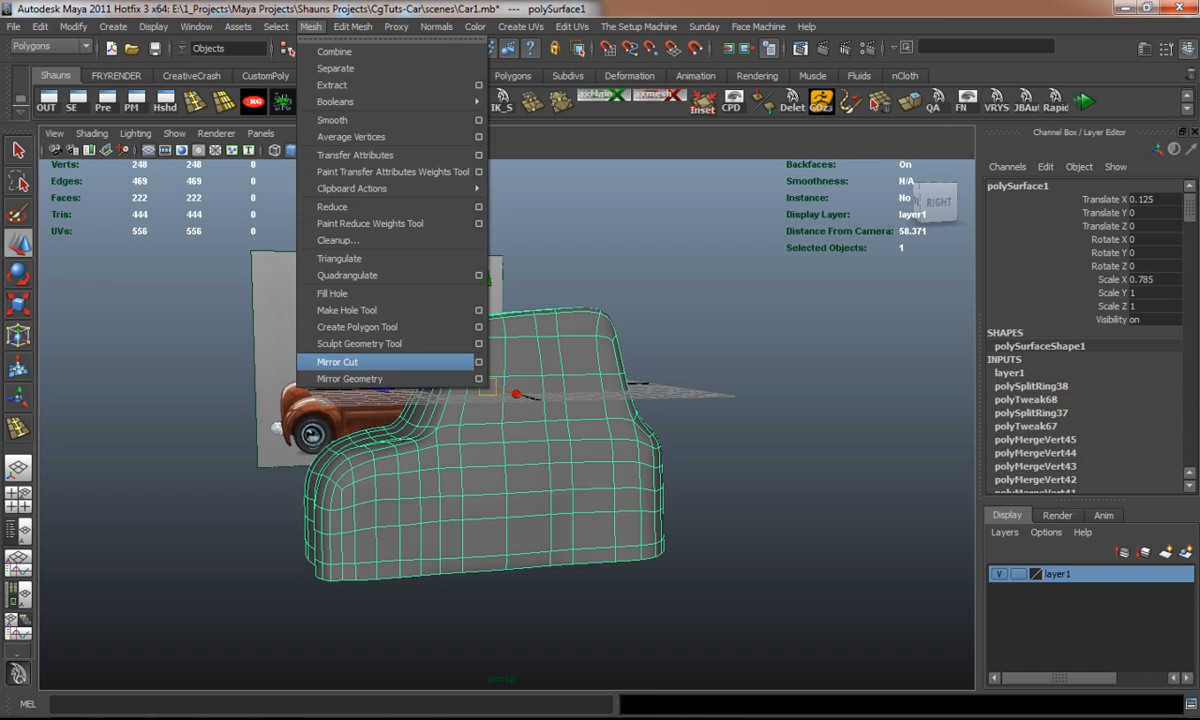 Autodesk Maya 2011 Hotfix 3 x64: E:\1_Projects\Maya Projects\Shauns Projects\CgTuts-Car\scenes\Car1.mb* --- polySurface1
File Edit Modify Create Display Window Assets Select Mesh Edit Mesh Proxy Normals Color Create UVs Edit UVs The Setup Machine Sunday Face Machine Help
Polygons Objects
Shauns FRYRENDER CreativeCrash CustomPoly Polygons Subdivs Deformation Animation Rendering Muscle Fluids nCloth
OUT SE Pre PM Hshd IK_S Inset CPD Delet GOz3 QA FN VRYS JBAut Rapic
View Shading Lighting Show Renderer Panels
Verts: 248 248 0
Edges: 469 469 0
Faces: 222 222 0
Tris: 444 444 0
UVs: 556 556 0
Combine
Separate
Extract
Booleans
Smooth
Average Vertices
Transfer Attributes
Paint Transfer Attributes Weights Tool
Clipboard Actions
Reduce
Paint Reduce Weights Tool
Cleanup...
Triangulate
Quadrangulate
Fill Hole
Make Hole Tool
Create Polygon Tool
Sculpt Geometry Tool
Mirror Cut
Mirror Geometry
Backfaces: On
Smoothness: N/A
Instance: No
Display Layer: layer1
Distance From Camera: 58.371
Selected Objects: 1
RIGHT
persp
Channel Box / Layer Editor
Channels Edit Object Show
polySurface1
Translate X 0.125
Translate Y 0
Translate Z 0
Rotate X 0
Rotate Y 0
Rotate Z 0
Scale X 0.785
Scale Y 1
Scale Z 1
Visibility on
SHAPES
polySurfaceShape1
INPUTS
layer1
polySplitRing38
polyTweak68
polySplitRing37
polyTweak67
polyMergeVert45
polyMergeVert44
polyMergeVert43
polyMergeVert42
Display Render Anim
Layers Options Help
V layer1
MEL